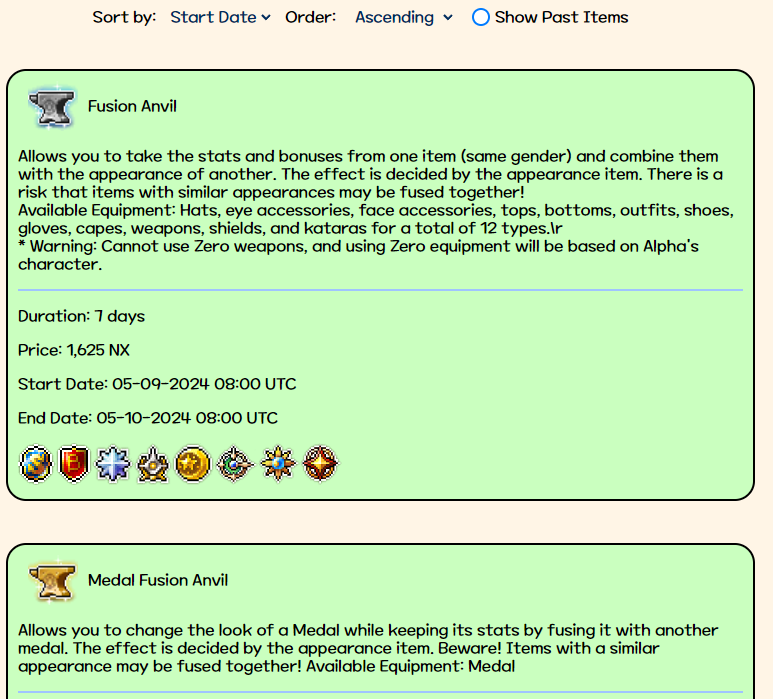 Sort by: Start Date Order: Ascending Show Past Items
Fusion Anvil
Allows you to take the stats and bonuses from one item (same gender) and combine them
with the appearance of another. The effect is decided by the appearance item. There is a
risk that items with similar appearances may be fused together!
Available Equipment: Hats, eye accessories, face accessories, tops, bottoms, outfits, shoes,
gloves, capes, weapons, shields, and kataras for a total of 12 types.\r
* Warning: Cannot use Zero weapons, and using Zero equipment will be based on Alpha's
character.
Duration: 7 days
Price: 1,625 NX
Start Date: 05-09-2024 08:00 UTC
End Date: 05-10-2024 08:00 UTC
Medal Fusion Anvil
Allows you to change the look of a Medal while keeping its stats by fusing it with another
medal. The effect is decided by the appearance item. Beware! Items with a similar
appearance may be fused together! Available Equipment: Medal